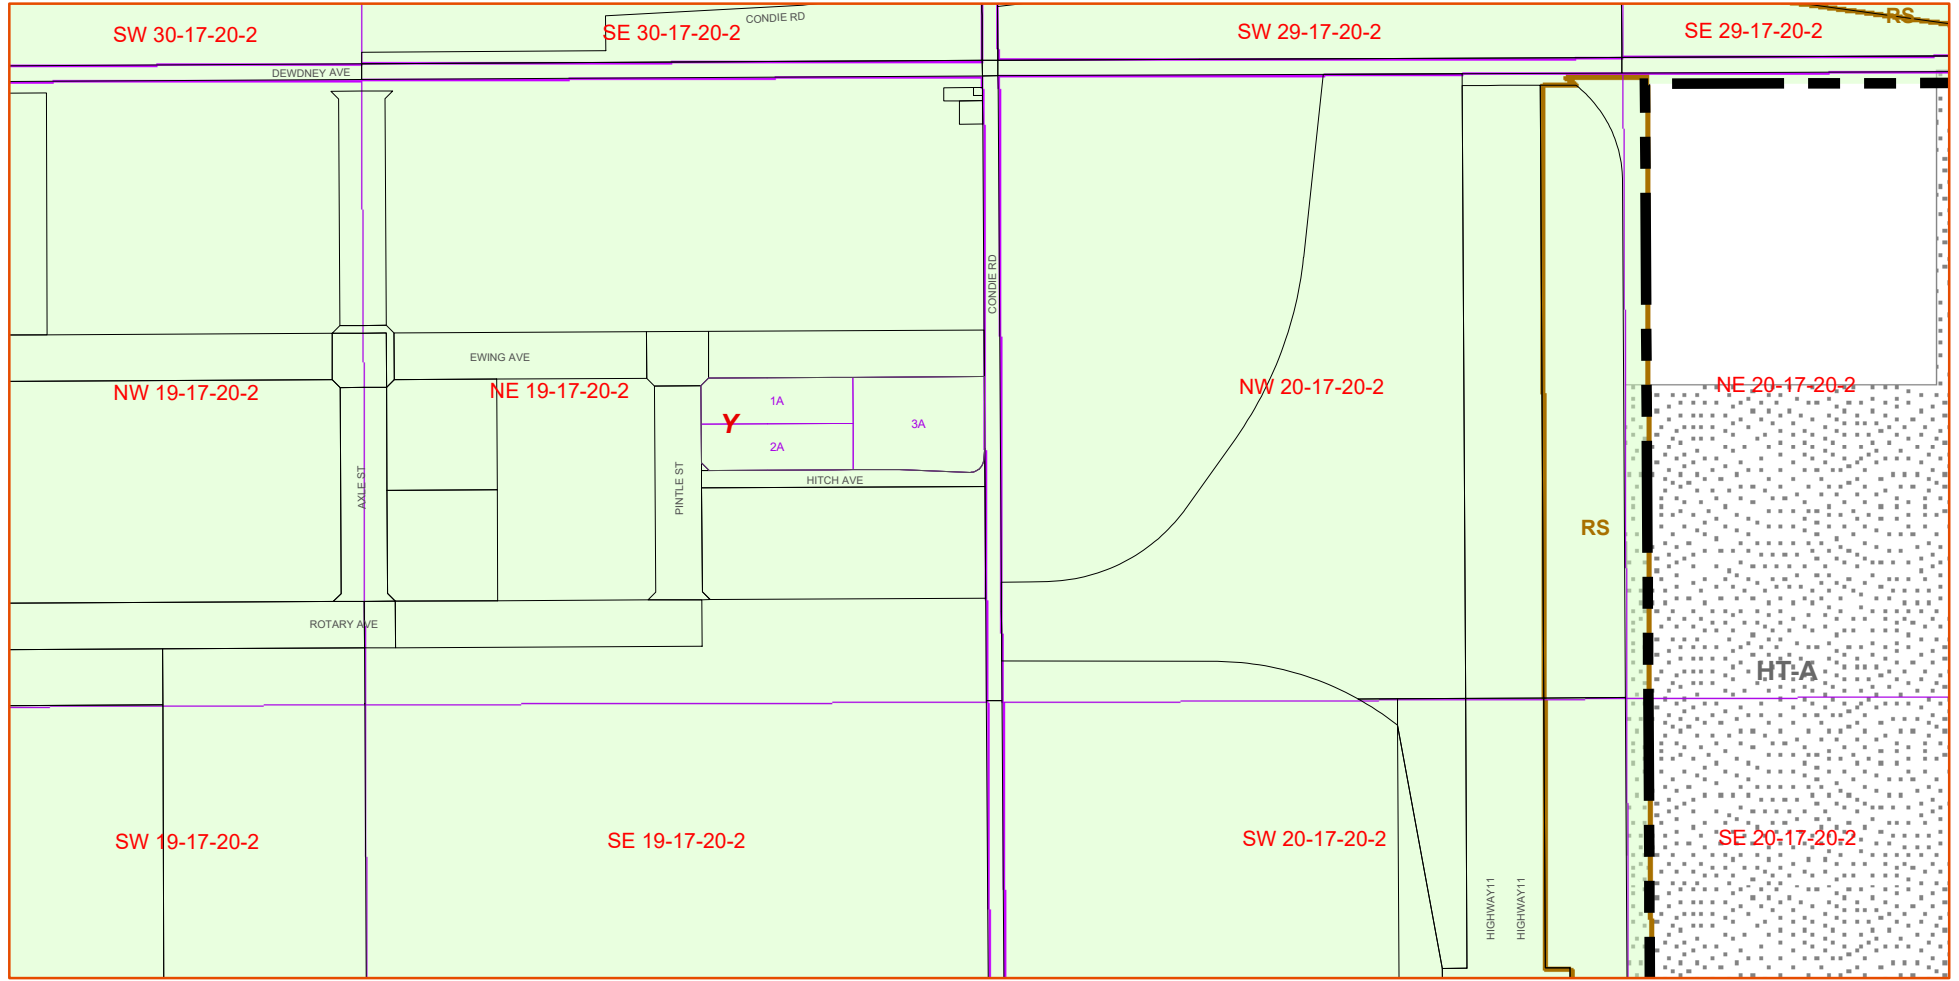 CONDIE RD
RS
SW 30-17-20-2
SE 30-17-20-2
SW 29-17-20-2
SE 29-17-20-2
DEWDNEY AVE
CONDIE RD
EWING AVE
NW 19-17-20-2
NE 19-17-20-2
NW 20-17-20-2
NE 20-17-20-2
1A
Y
3A
2A
AXLE ST
PINTLE ST
HITCH AVE
RS
ROTARY AVE
HT-A
SW 19-17-20-2
SE 19-17-20-2
SW 20-17-20-2
SE 20-17-20-2
HIGHWAY11
HIGHWAY11